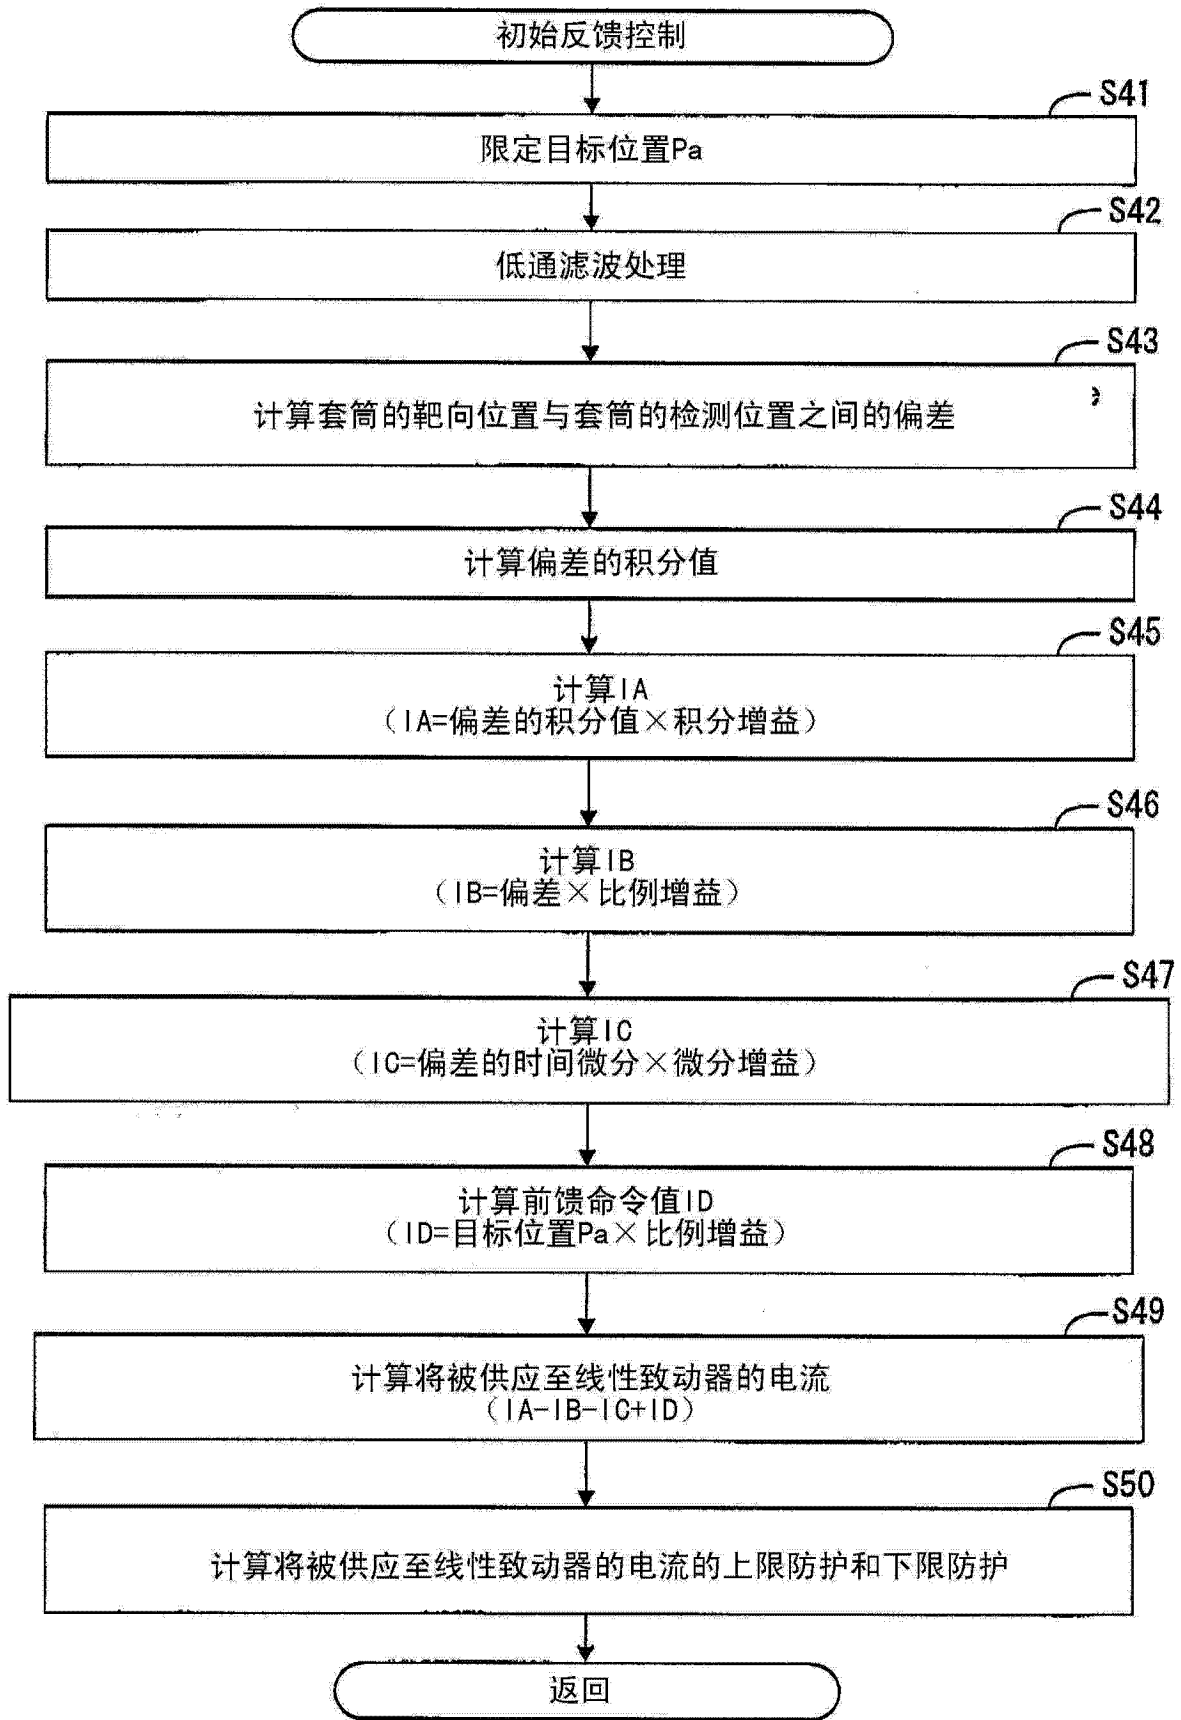 初始反馈控制
S41
限定目标位置Pa
S42
低通滤波处理
S43
计算套筒的靶向位置与套筒的检测位置之间的偏差
S44
计算偏差的积分值
S45
计算IA
（IA=偏差的积分值×积分增益）
S46
计算IB
（IB=偏差×比例增益）
S47
计算IC
（IC=偏差的时间微分×微分增益）
S48
计算前馈命令值ID
（ID=目标位置Pa×比例增益）
S49
计算将被供应至线性致动器的电流
（IA-IB-IC+ID）
S50
计算将被供应至线性致动器的电流的上限防护和下限防护
返回